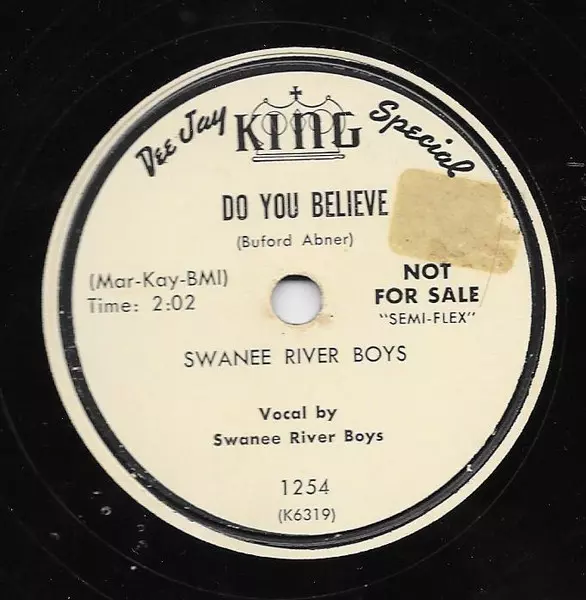 Dee Jay KING Special
DO YOU BELIEVE
(Buford Abner)
(Mar-Kay-BMI)
Time: 2:02
NOT
FOR SALE
"SEMI-FLEX"
SWANEE RIVER BOYS
Vocal by
Swanee River Boys
1254
(K6319)